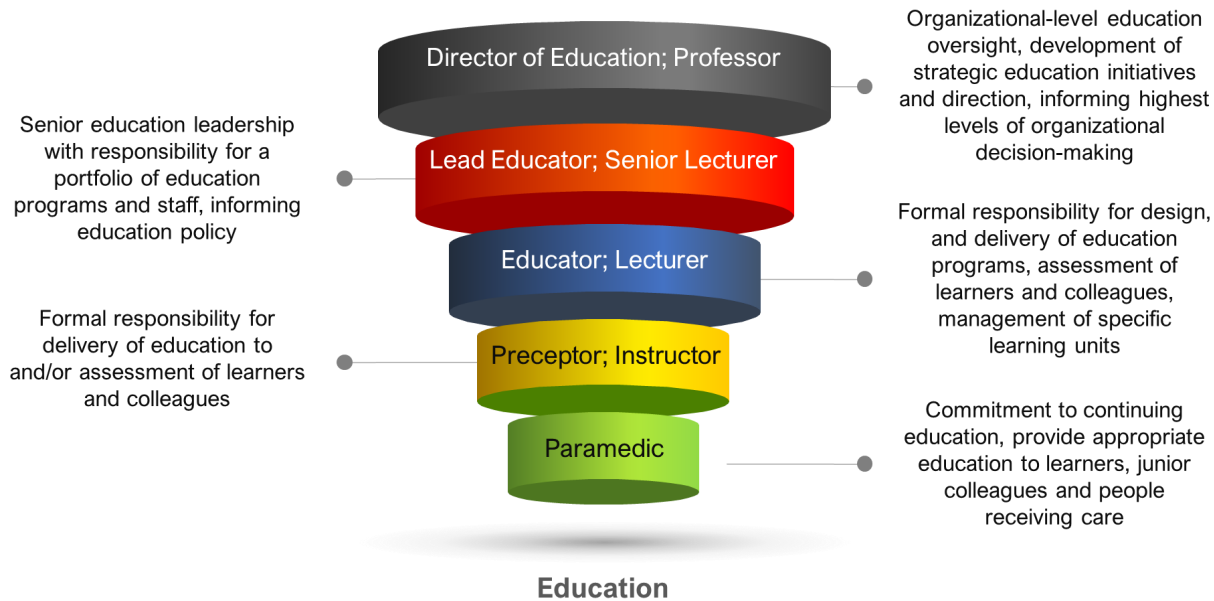 Director of Education; Professor
Organizational-level education
oversight, development of
strategic education initiatives
and direction, informing highest
levels of organizational
decision-making
Senior education leadership
with responsibility for a
portfolio of education
programs and staff, informing
education policy
Lead Educator; Senior Lecturer
Educator; Lecturer
Formal responsibility for design,
and delivery of education
programs, assessment of
learners and colleagues,
management of specific
learning units
Formal responsibility for
delivery of education to
and/or assessment of learners
and colleagues
Preceptor; Instructor
Paramedic
Commitment to continuing
education, provide appropriate
education to learners, junior
colleagues and people
receiving care
Education